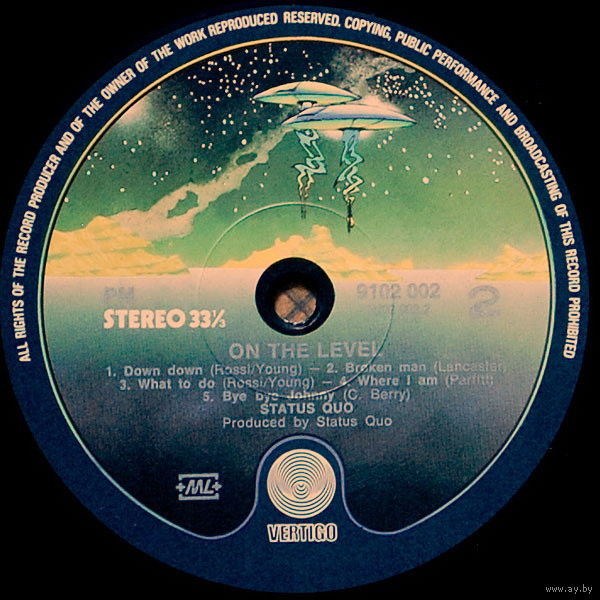 ALL RIGHTS OF THE RECORD PRODUCER AND OF THE OWNER OF THE WORK REPRODUCED RESERVED. COPYING, PUBLIC PERFORMANCE AND BROADCASTING OF THIS RECORD PROHIBITED
PM 9102 002 2
STEREO 33⅓
ON THE LEVEL
1. Down down (Rossi/Young) — 2. Broken man (Lancaster)
3. What to do (Rossi/Young) — 4. Where I am (Parfitt)
5. Bye Bye Johnny (C. Berry)
STATUS QUO
Produced by Status Quo
ML
VERTIGO
www.ay.by